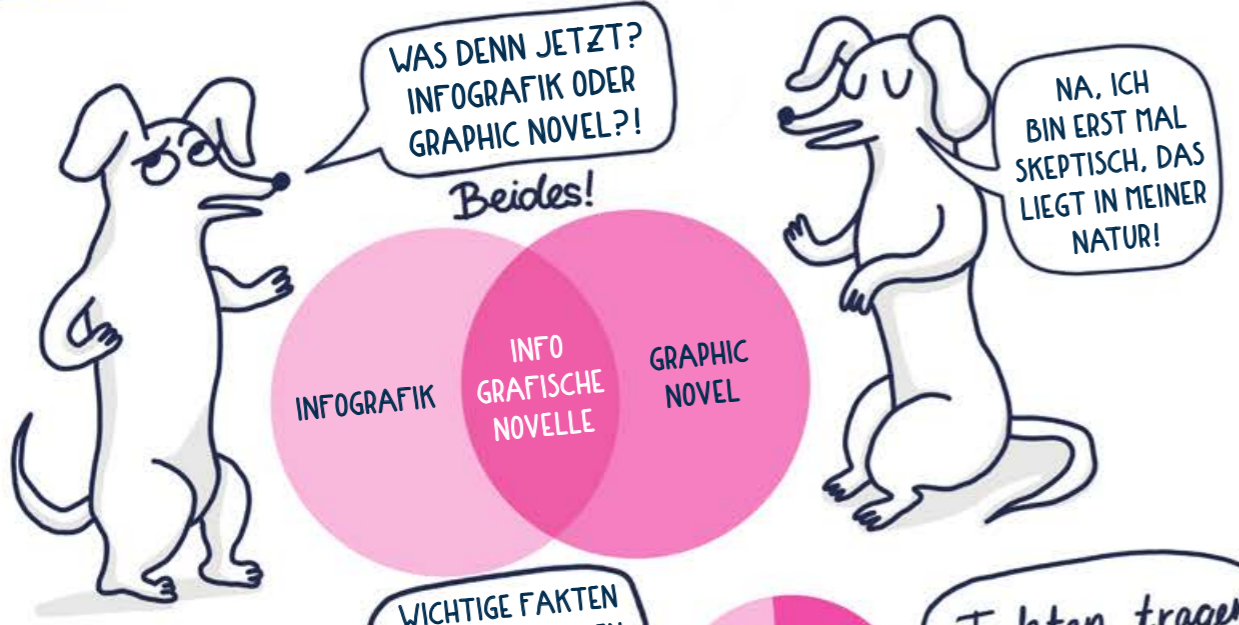 WAS DENN JETZT?
INFOGRAFIK ODER
GRAPHIC NOVEL?!
Beides!
NA, ICH
BIN ERST MAL
SKEPTISCH, DAS
LIEGT IN MEINER
NATUR!
INFOGRAFIK
INFO
GRAFISCHE
NOVELLE
GRAPHIC
NOVEL
WICHTIGE FAKTEN